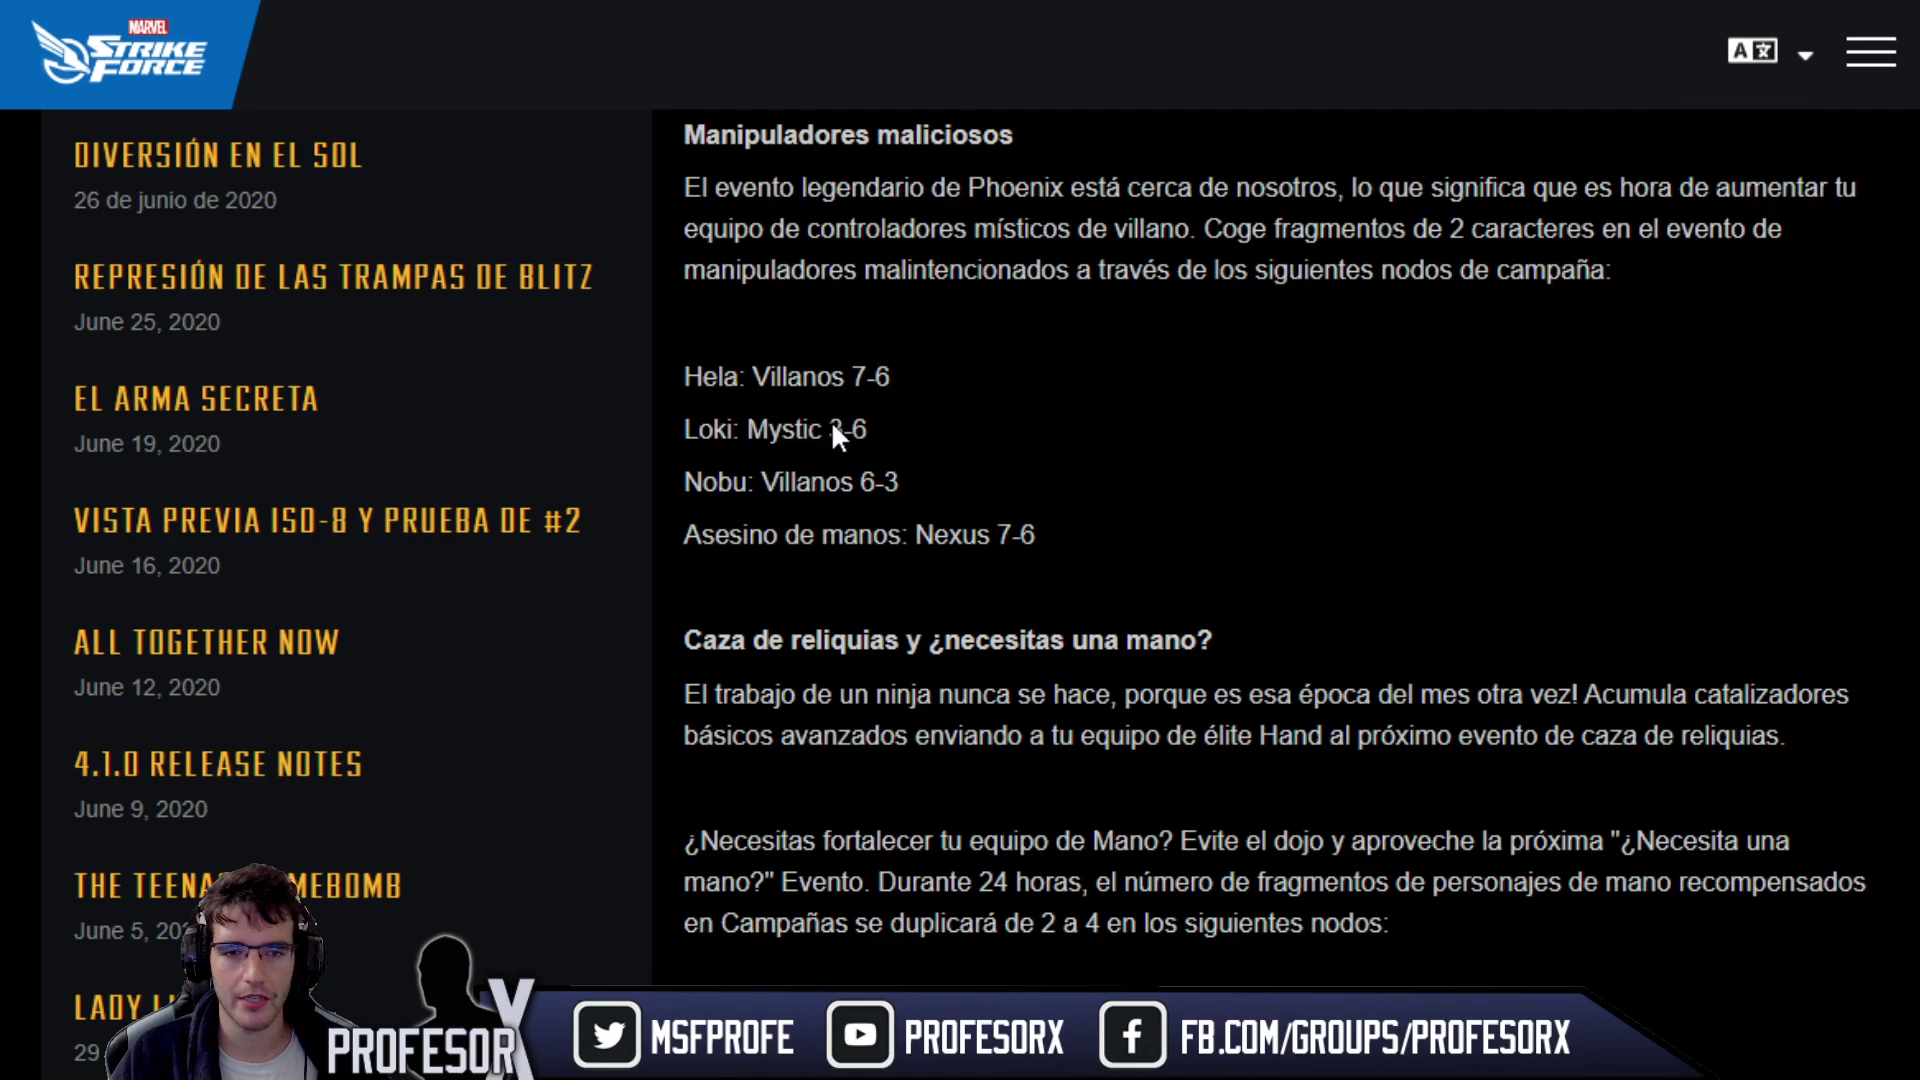 MARVEL
STRIKE
FORCE
DIVERSIÓN EN EL SOL
26 de junio de 2020
REPRESIÓN DE LAS TRAMPAS DE BLITZ
June 25, 2020
EL ARMA SECRETA
June 19, 2020
VISTA PREVIA ISO-8 Y PRUEBA DE #2
June 16, 2020
ALL TOGETHER NOW
June 12, 2020
4.1.0 RELEASE NOTES
June 9, 2020
THE
June 5,
LADY
29
Manipuladores maliciosos
El evento legendario de Phoenix está cerca de nosotros, lo que significa que es hora de aumentar tu
equipo de controladores místicos de villano. Coge fragmentos de 2 caracteres en el evento de
manipuladores malintencionados a través de los siguientes nodos de campaña:
Hela: Villanos 7-6
Loki: Mystic 3-6
Nobu: Villanos 6-3
Asesino de manos: Nexus 7-6
Caza de reliquias y ¿necesitas una mano?
El trabajo de un ninja nunca se hace, porque es esa época del mes otra vez! Acumula catalizadores
básicos avanzados enviando a tu equipo de élite Hand al próximo evento de caza de reliquias.
¿Necesitas fortalecer tu equipo de Mano? Evite el dojo y aproveche la próxima "¿Necesita una
mano?" Evento. Durante 24 horas, el número de fragmentos de personajes de mano recompensados
en Campañas se duplicará de 2 a 4 en los siguientes nodos:
PROFESOR X
MSFPROFE
PROFESORX
FB.COM/GROUPS/PROFESORX